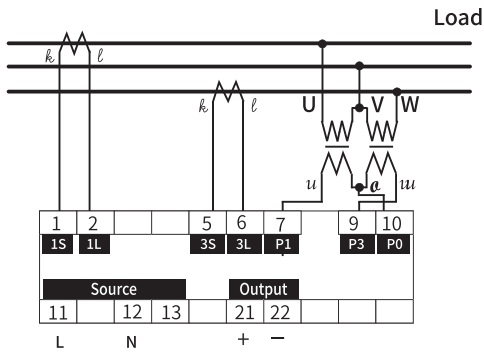 Load
k l
k l
U V W
u v w
1 2 5 6 7 9 10
1S 1L 3S 3L P1 P3 P0
Source Output
11 12 13 21 22
L N + −